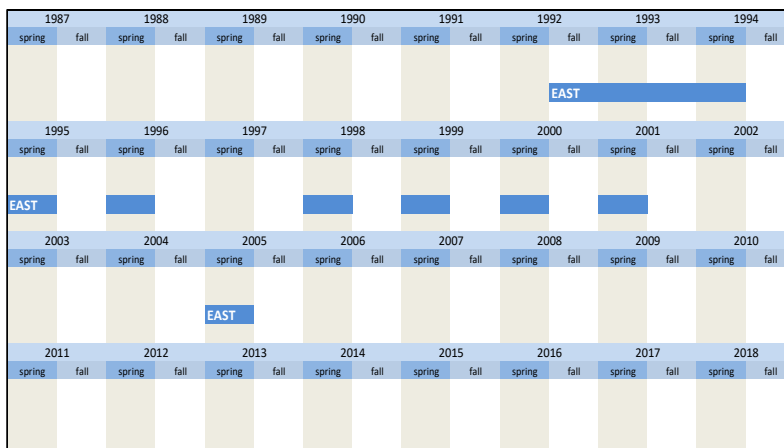 1987 1988 1989 1990 1991 1992 1993 1994
spring fall spring fall spring fall spring fall spring fall spring fall spring fall spring fall
EAST
1995 1996 1997 1998 1999 2000 2001 2002
spring fall spring fall spring fall spring fall spring fall spring fall spring fall spring fall
EAST
2003 2004 2005 2006 2007 2008 2009 2010
spring fall spring fall spring fall spring fall spring fall spring fall spring fall spring fall
EAST
2011 2012 2013 2014 2015 2016 2017 2018
spring fall spring fall spring fall spring fall spring fall spring fall spring fall spring fall